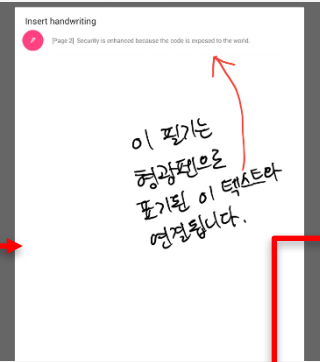 Insert handwriting
[Page 2] Security is enhanced because the code is exposed to the world.
이 필기는
형광펜으로
표기된 이 텍스트와
연결됩니다.